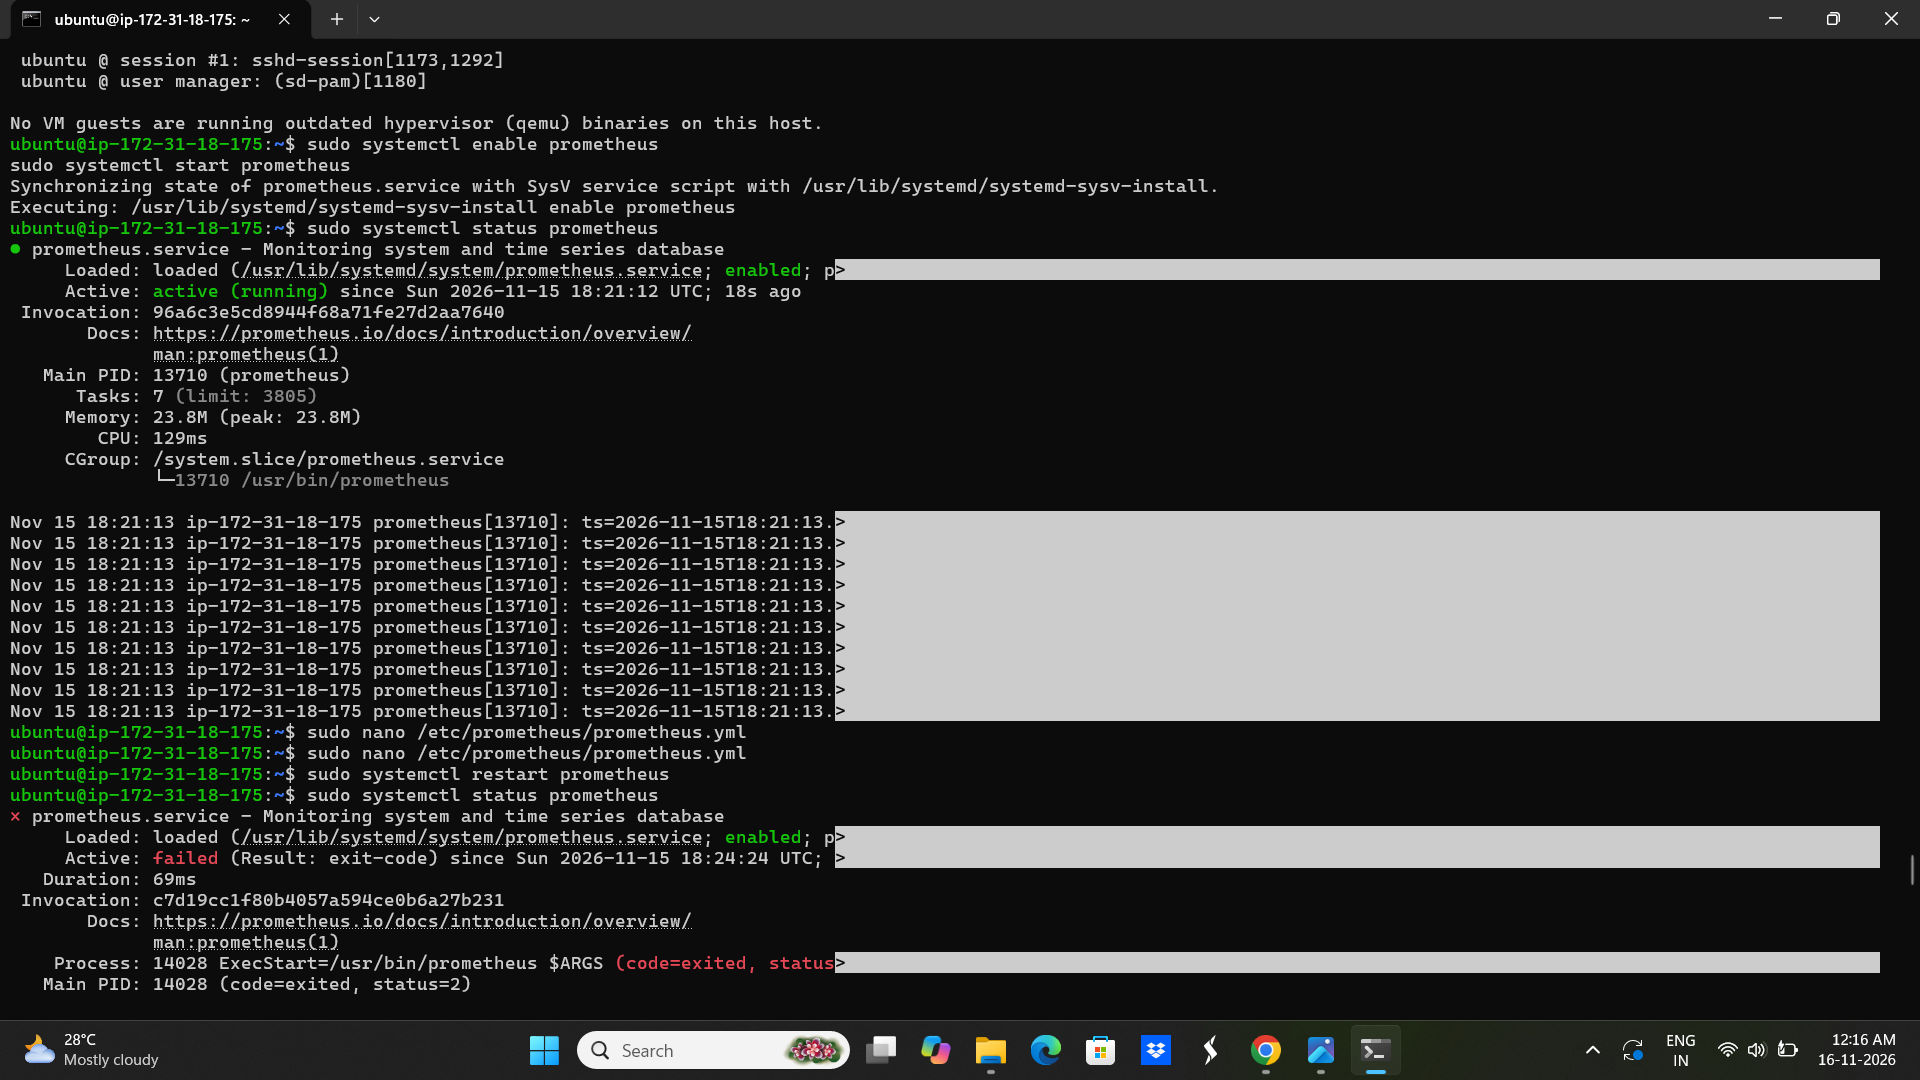 ubuntu@ip-172-31-18-175: ~
ubuntu @ session #1: sshd-session[1173,1292]
ubuntu @ user manager: (sd-pam)[1180]
No VM guests are running outdated hypervisor (qemu) binaries on this host.
ubuntu@ip-172-31-18-175:~$ sudo systemctl enable prometheus
sudo systemctl start prometheus
Synchronizing state of prometheus.service with SysV service script with /usr/lib/systemd/systemd-sysv-install.
Executing: /usr/lib/systemd/systemd-sysv-install enable prometheus
ubuntu@ip-172-31-18-175:~$ sudo systemctl status prometheus
● prometheus.service - Monitoring system and time series database
Loaded: loaded (/usr/lib/systemd/system/prometheus.service; enabled; p>
Active: active (running) since Sun 2026-11-15 18:21:12 UTC; 18s ago
Invocation: 96a6c3e5cd8944f68a71fe27d2aa7640
Docs: https://prometheus.io/docs/introduction/overview/
man:prometheus(1)
Main PID: 13710 (prometheus)
Tasks: 7 (limit: 3805)
Memory: 23.8M (peak: 23.8M)
CPU: 129ms
CGroup: /system.slice/prometheus.service
└─13710 /usr/bin/prometheus
Nov 15 18:21:13 ip-172-31-18-175 prometheus[13710]: ts=2026-11-15T18:21:13.>
Nov 15 18:21:13 ip-172-31-18-175 prometheus[13710]: ts=2026-11-15T18:21:13.>
Nov 15 18:21:13 ip-172-31-18-175 prometheus[13710]: ts=2026-11-15T18:21:13.>
Nov 15 18:21:13 ip-172-31-18-175 prometheus[13710]: ts=2026-11-15T18:21:13.>
Nov 15 18:21:13 ip-172-31-18-175 prometheus[13710]: ts=2026-11-15T18:21:13.>
Nov 15 18:21:13 ip-172-31-18-175 prometheus[13710]: ts=2026-11-15T18:21:13.>
Nov 15 18:21:13 ip-172-31-18-175 prometheus[13710]: ts=2026-11-15T18:21:13.>
Nov 15 18:21:13 ip-172-31-18-175 prometheus[13710]: ts=2026-11-15T18:21:13.>
Nov 15 18:21:13 ip-172-31-18-175 prometheus[13710]: ts=2026-11-15T18:21:13.>
Nov 15 18:21:13 ip-172-31-18-175 prometheus[13710]: ts=2026-11-15T18:21:13.>
ubuntu@ip-172-31-18-175:~$ sudo nano /etc/prometheus/prometheus.yml
ubuntu@ip-172-31-18-175:~$ sudo nano /etc/prometheus/prometheus.yml
ubuntu@ip-172-31-18-175:~$ sudo systemctl restart prometheus
ubuntu@ip-172-31-18-175:~$ sudo systemctl status prometheus
× prometheus.service - Monitoring system and time series database
Loaded: loaded (/usr/lib/systemd/system/prometheus.service; enabled; p>
Active: failed (Result: exit-code) since Sun 2026-11-15 18:24:24 UTC; >
Duration: 69ms
Invocation: c7d19cc1f80b4057a594ce0b6a27b231
Docs: https://prometheus.io/docs/introduction/overview/
man:prometheus(1)
Process: 14028 ExecStart=/usr/bin/prometheus $ARGS (code=exited, status>
Main PID: 14028 (code=exited, status=2)
28°C
Mostly cloudy
Search
ENG
IN
12:16 AM
16-11-2026